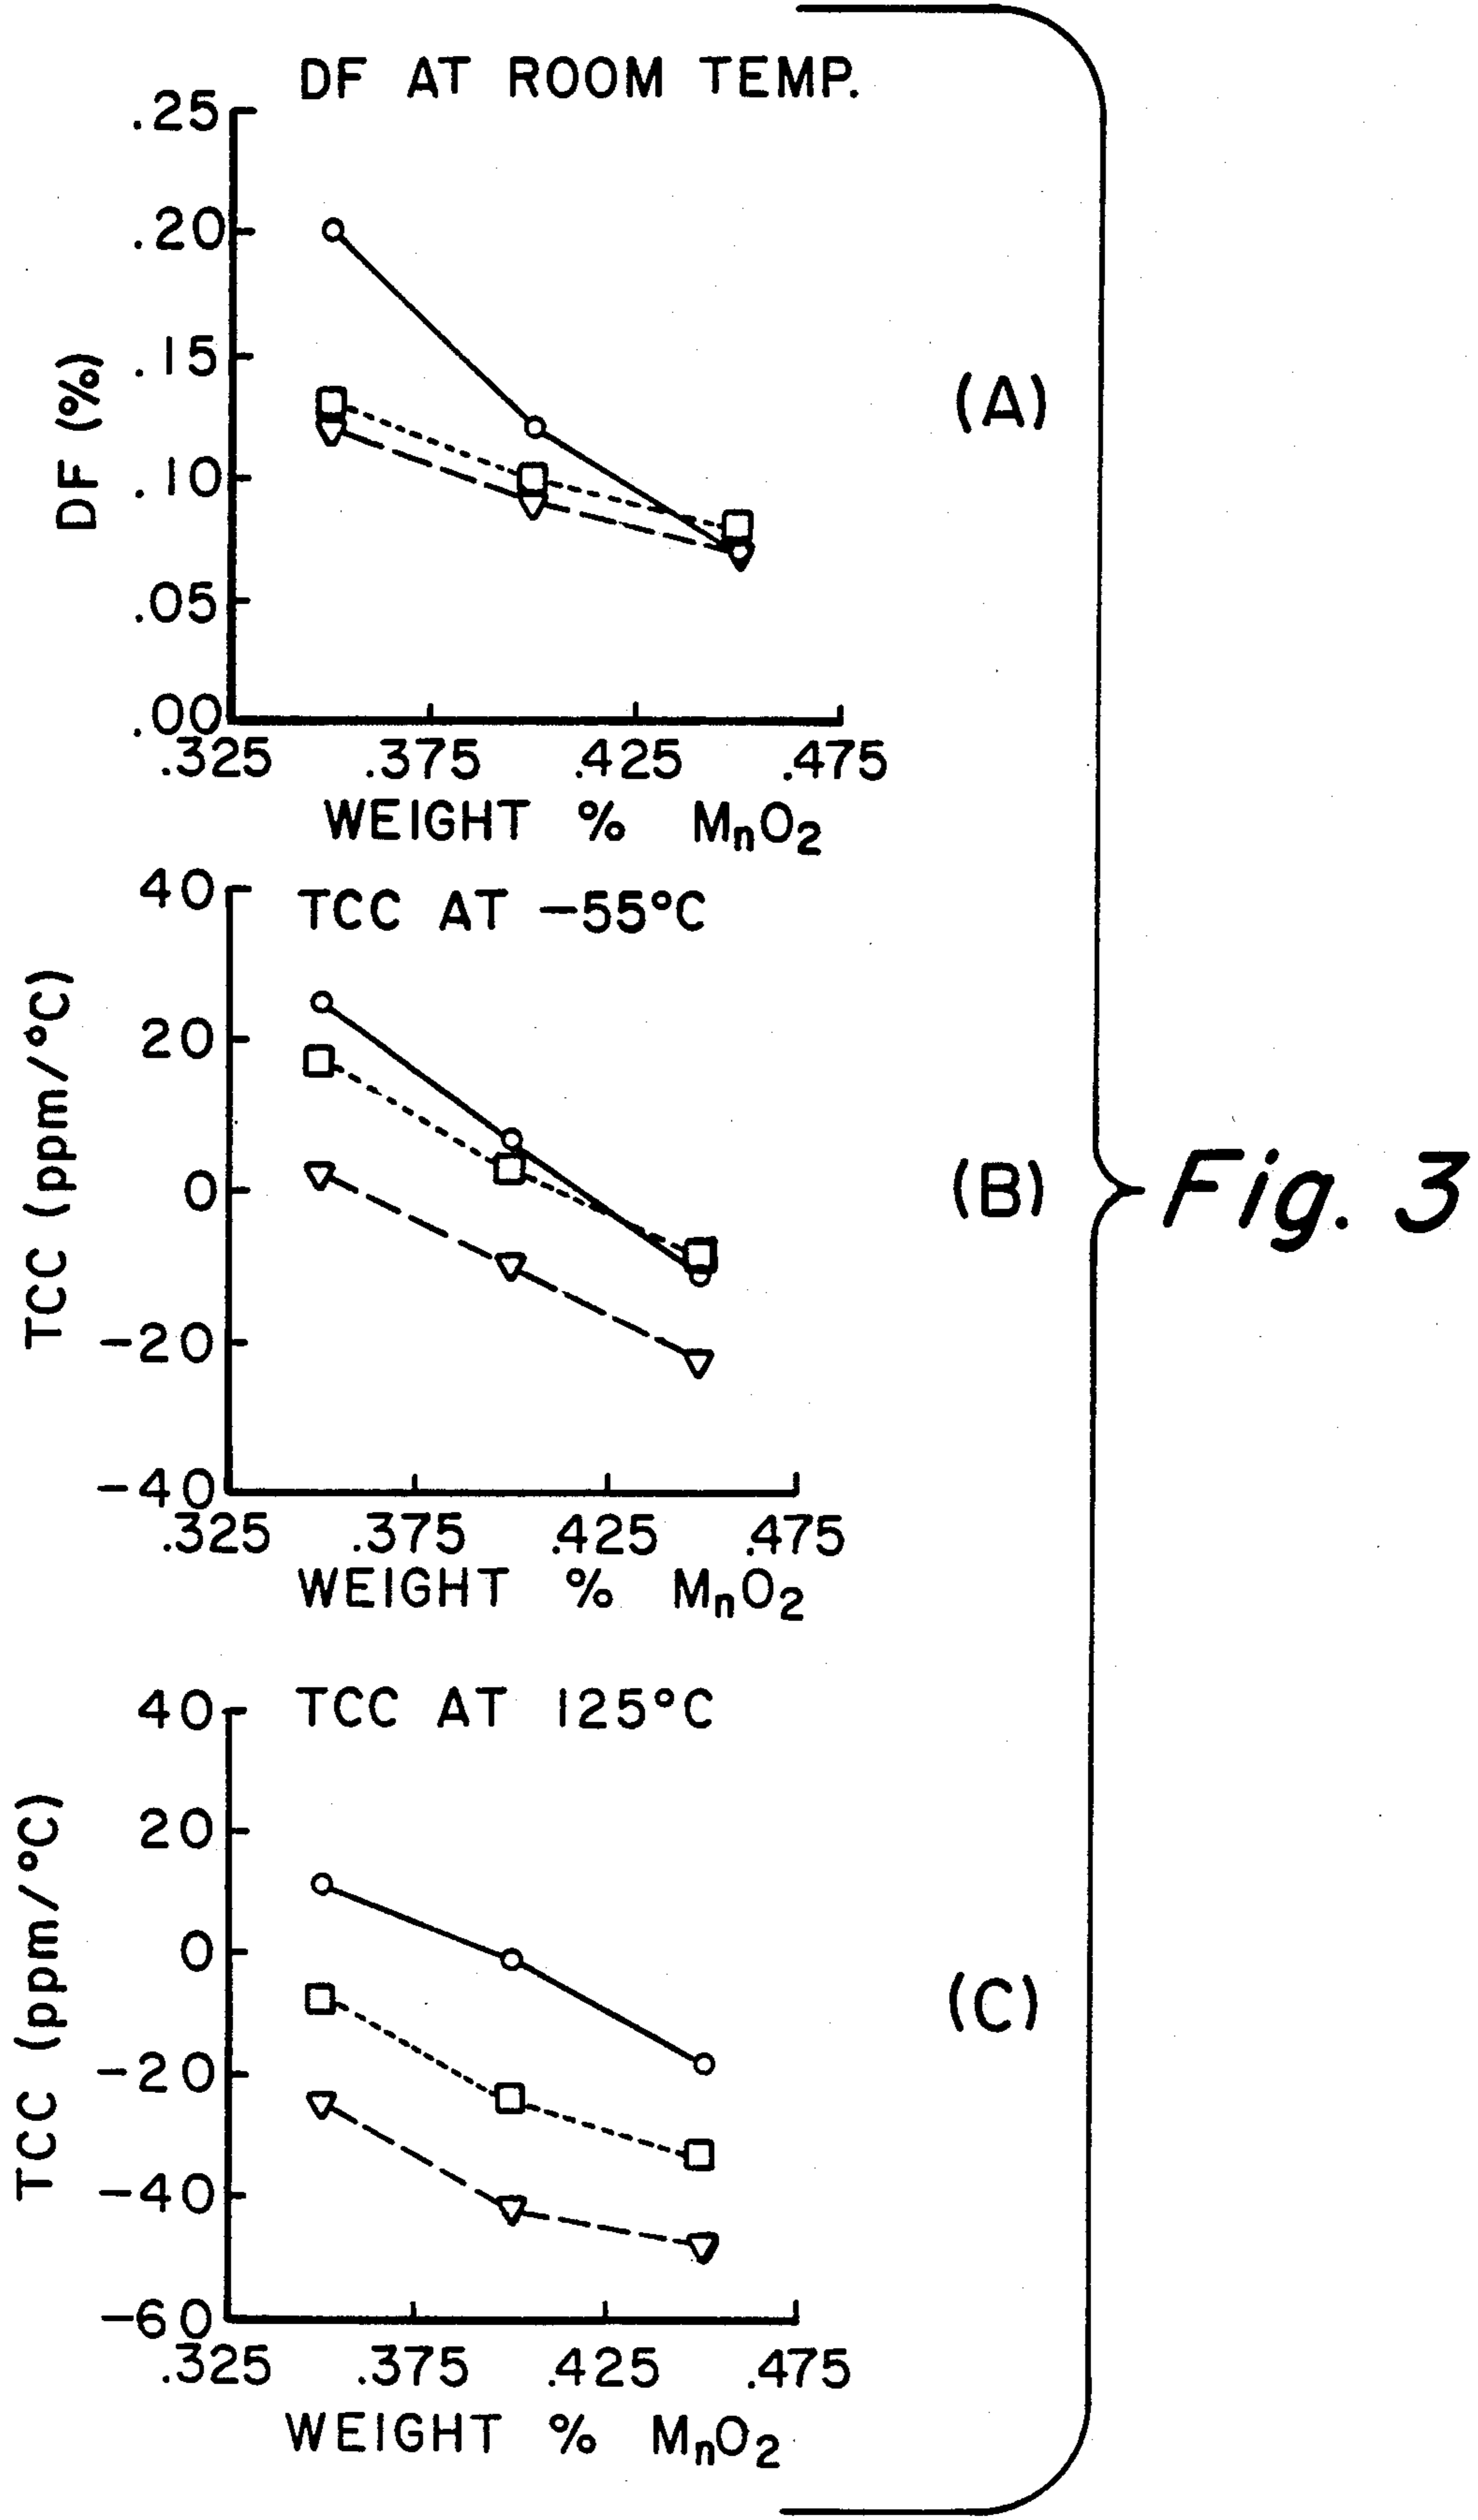 DF AT ROOM TEMP.
.25
.20
.15
.10
.05
.00
DF (%)
.325 .375 .425 .475
WEIGHT % MnO2
(A)
TCC AT -55°C
40
20
0
-20
-40
TCC (ppm/°C)
.325 .375 .425 .475
WEIGHT % MnO2
(B)
Fig. 3
TCC AT 125°C
40
20
0
-20
-40
-60
TCC (ppm/°C)
.325 .375 .425 .475
WEIGHT % MnO2
(C)